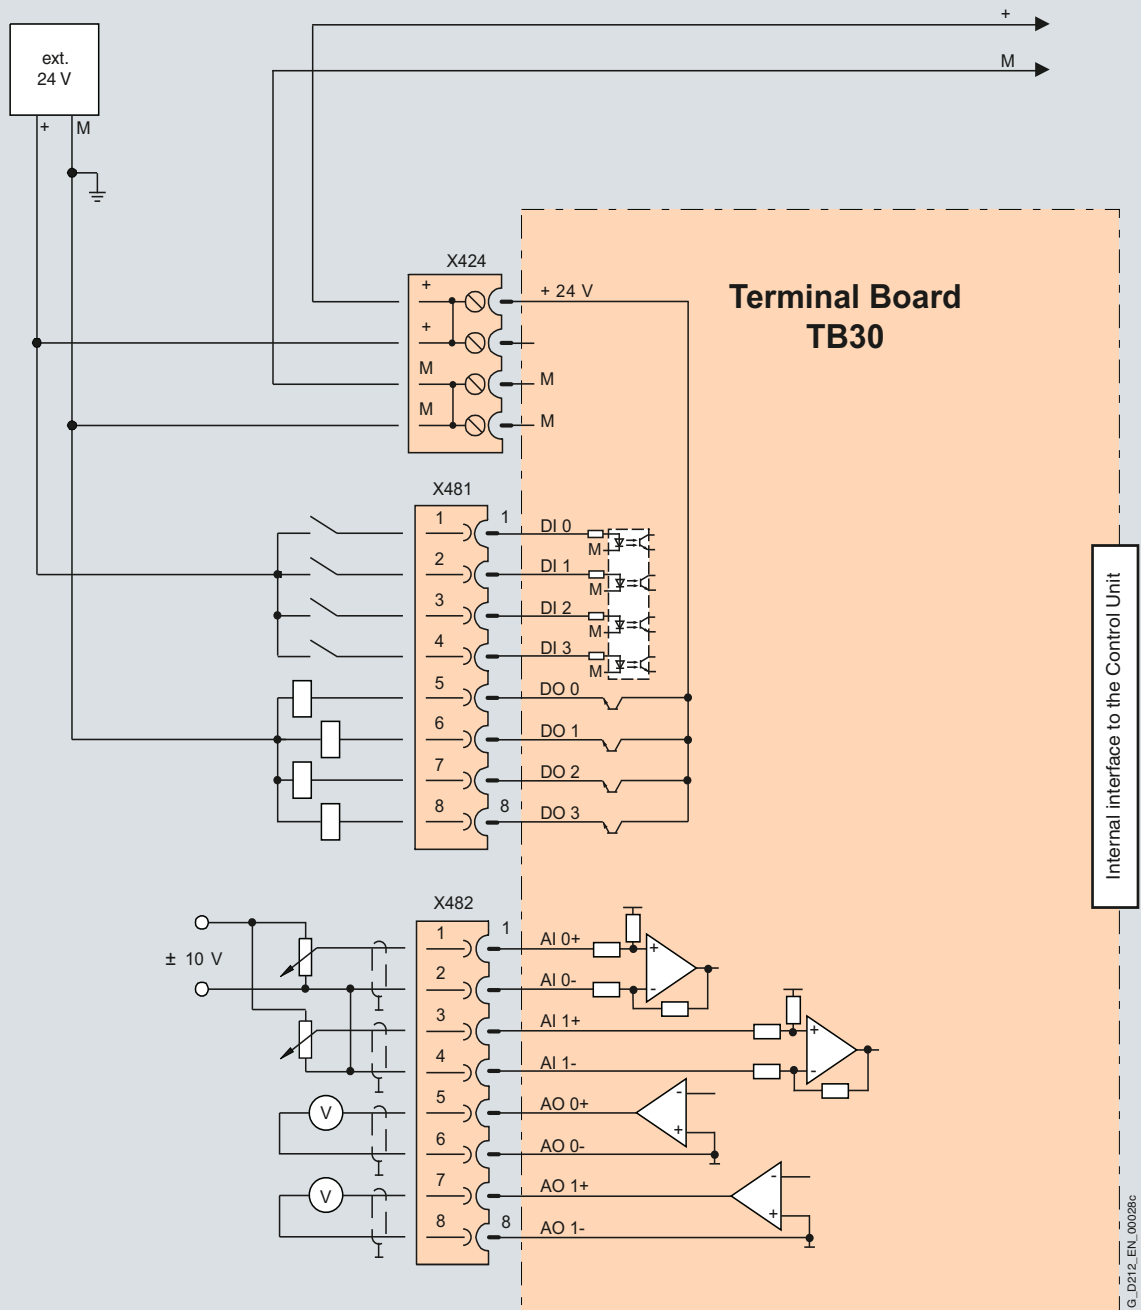 +
M
ext.
24 V
+ M
X424
+ + 24 V
+
M M
M M
Terminal Board
TB30
X481
1 1 DI 0
M
2 DI 1
M
3 DI 2
M
4 DI 3
M
5 DO 0
6 DO 1
7 DO 2
8 8 DO 3
Internal interface to the Control Unit
X482
± 10 V
1 1 AI 0+ +
2 AI 0- -
3 AI 1+ +
4 AI 1- -
V 5 AO 0+ -
6 AO 0- +
V 7 AO 1+ -
8 8 AO 1- +
G_D212_EN_00028c